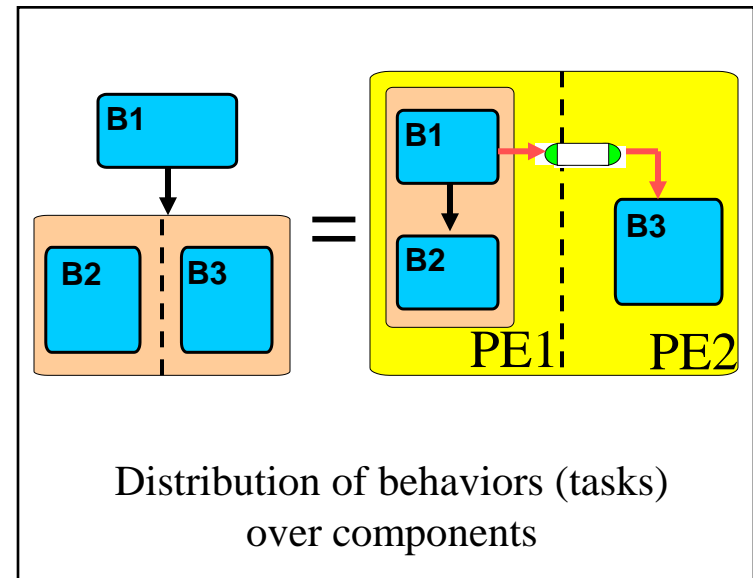 B1
B2
B3
=
B1
B2
B3
PE1
PE2
Distribution of behaviors (tasks)
over components